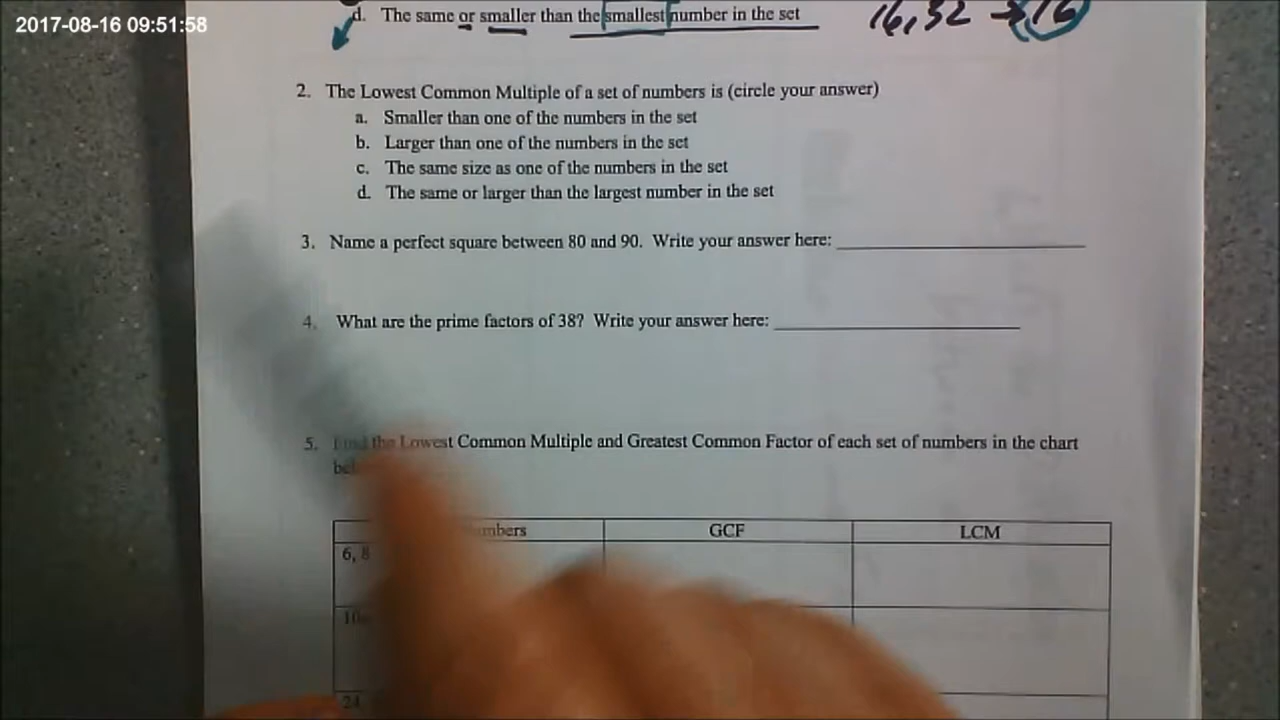 2017-08-16 09:51:58
d. The same or smaller than the smallest number in the set
16, 32 → 16
2. The Lowest Common Multiple of a set of numbers is (circle your answer)
a. Smaller than one of the numbers in the set
b. Larger than one of the numbers in the set
c. The same size as one of the numbers in the set
d. The same or larger than the largest number in the set
3. Name a perfect square between 80 and 90. Write your answer here:
4. What are the prime factors of 38? Write your answer here:
5. Find the Lowest Common Multiple and Greatest Common Factor of each set of numbers in the chart
GCF LCM
6, 8
24